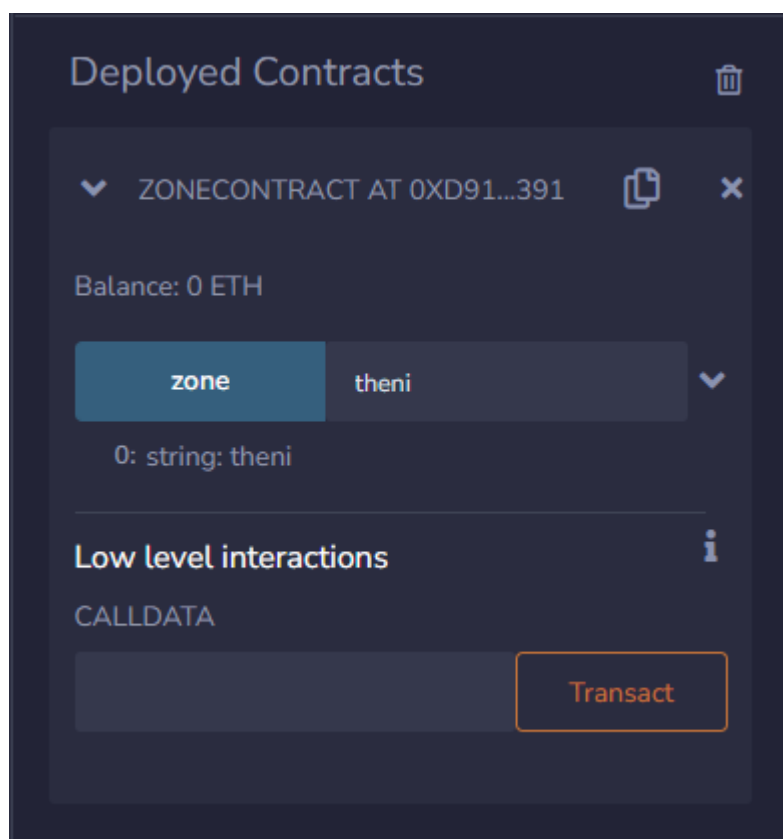 Deployed Contracts
ZONECONTRACT AT 0XD91...391
Balance: 0 ETH
zone theni
0: string: theni
Low level interactions
CALLDATA
Transact